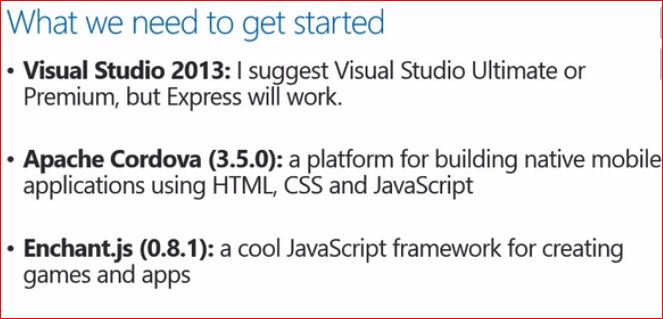 What we need to get started
• Visual Studio 2013: I suggest Visual Studio Ultimate or
Premium, but Express will work.
• Apache Cordova (3.5.0): a platform for building native mobile
applications using HTML, CSS and JavaScript
• Enchant.js (0.8.1): a cool JavaScript framework for creating
games and apps